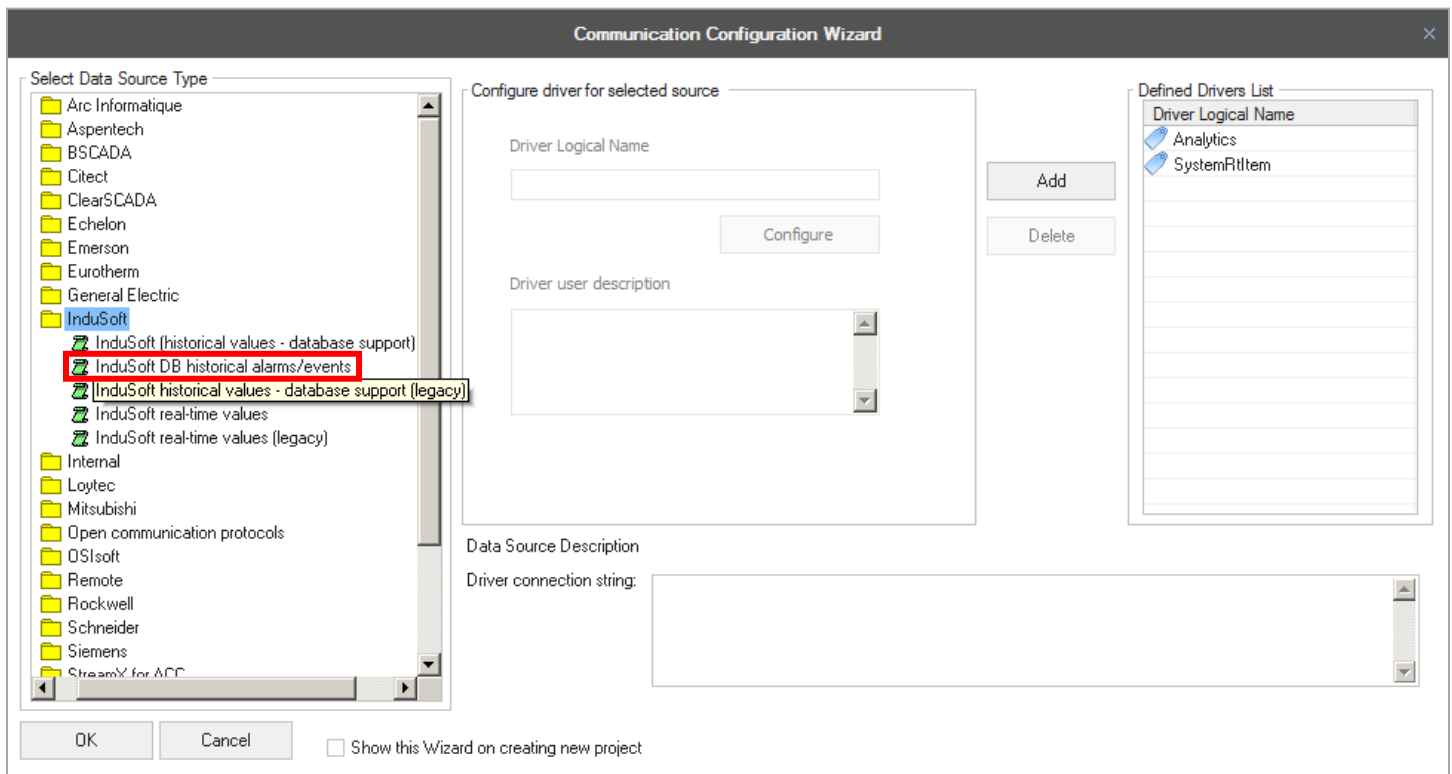 Communication Configuration Wizard
Select Data Source Type
Arc Informatique
Aspentech
BSCADA
Citect
ClearSCADA
Echelon
Emerson
Eurotherm
General Electric
InduSoft
InduSoft (historical values - database support)
InduSoft DB historical alarms/events
InduSoft historical values - database support (legacy)
InduSoft real-time values
InduSoft real-time values (legacy)
Internal
Loytec
Mitsubishi
Open communication protocols
OSIsoft
Remote
Rockwell
Schneider
Siemens
StreamX for ACC
Configure driver for selected source
Driver Logical Name
Configure
Driver user description
Add
Delete
Defined Drivers List
Driver Logical Name
Analytics
SystemRtItem
Data Source Description
Driver connection string:
OK
Cancel
Show this Wizard on creating new project